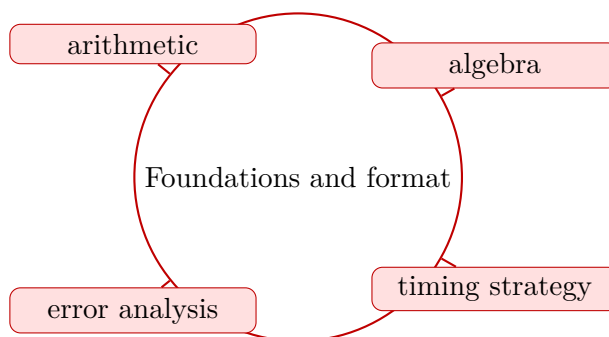 arithmetic
algebra
Foundations and format
timing strategy
error analysis